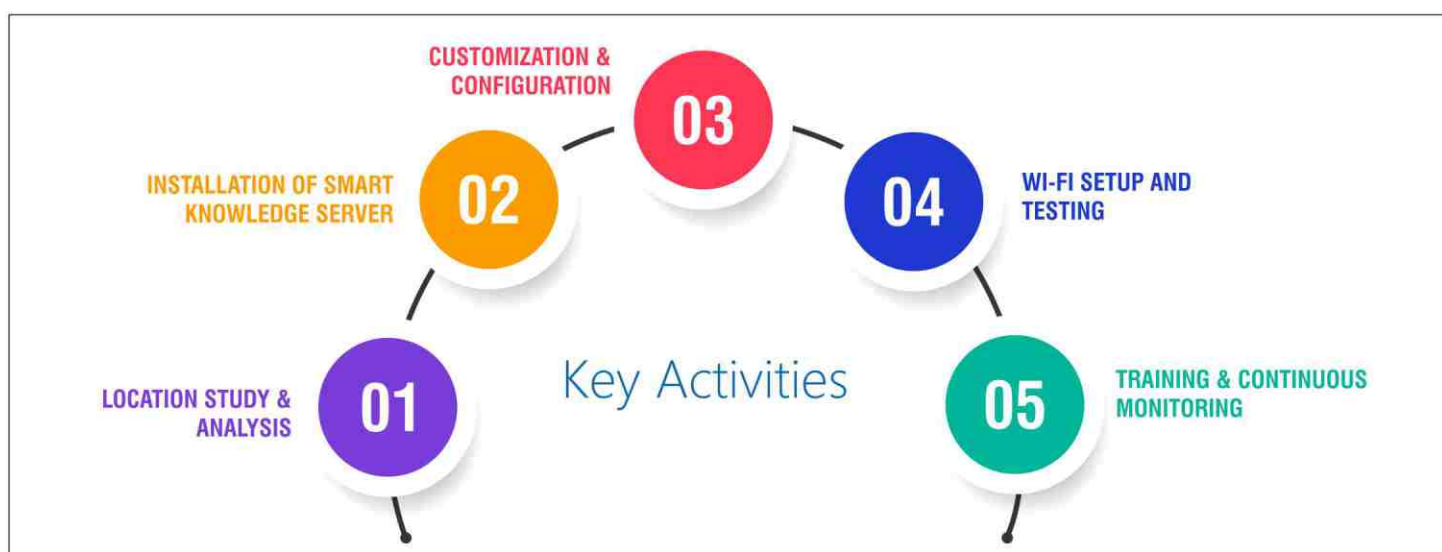 CUSTOMIZATION &
CONFIGURATION
03
INSTALLATION OF SMART
KNOWLEDGE SERVER
02
04
WI-FI SETUP AND
TESTING
Key Activities
LOCATION STUDY &
ANALYSIS
01
05
TRAINING & CONTINUOUS
MONITORING